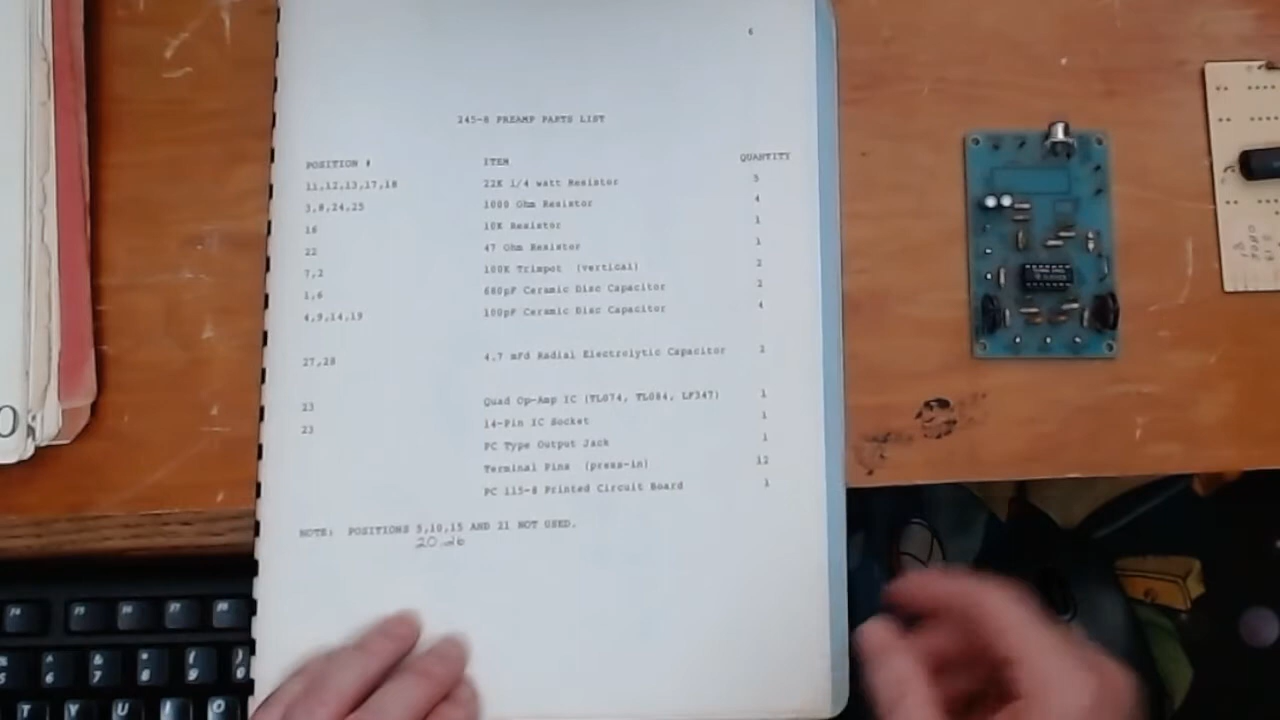 6
245-8 PREAMP PARTS LIST
POSITION # ITEM QUANTITY
11,12,13,17,18 22K 1/4 watt Resistor 5
3,8,24,25 1000 Ohm Resistor 4
16 10K Resistor 1
22 47 Ohm Resistor 1
7,2 100K Trimpot (vertical) 2
1,6 680pF Ceramic Disc Capacitor 2
4,9,14,19 100pF Ceramic Disc Capacitor 4
27,28 4.7 mFd Radial Electrolytic Capacitor 2
23 Quad Op-Amp IC (TL074, TL084, LF347) 1
23 14-Pin IC Socket 1
PC Type Output Jack 1
Terminal Pins (press-in) 12
PC 115-8 Printed Circuit Board 1
NOTE: POSITIONS 5,10,15 AND 21 NOT USED.
20 26